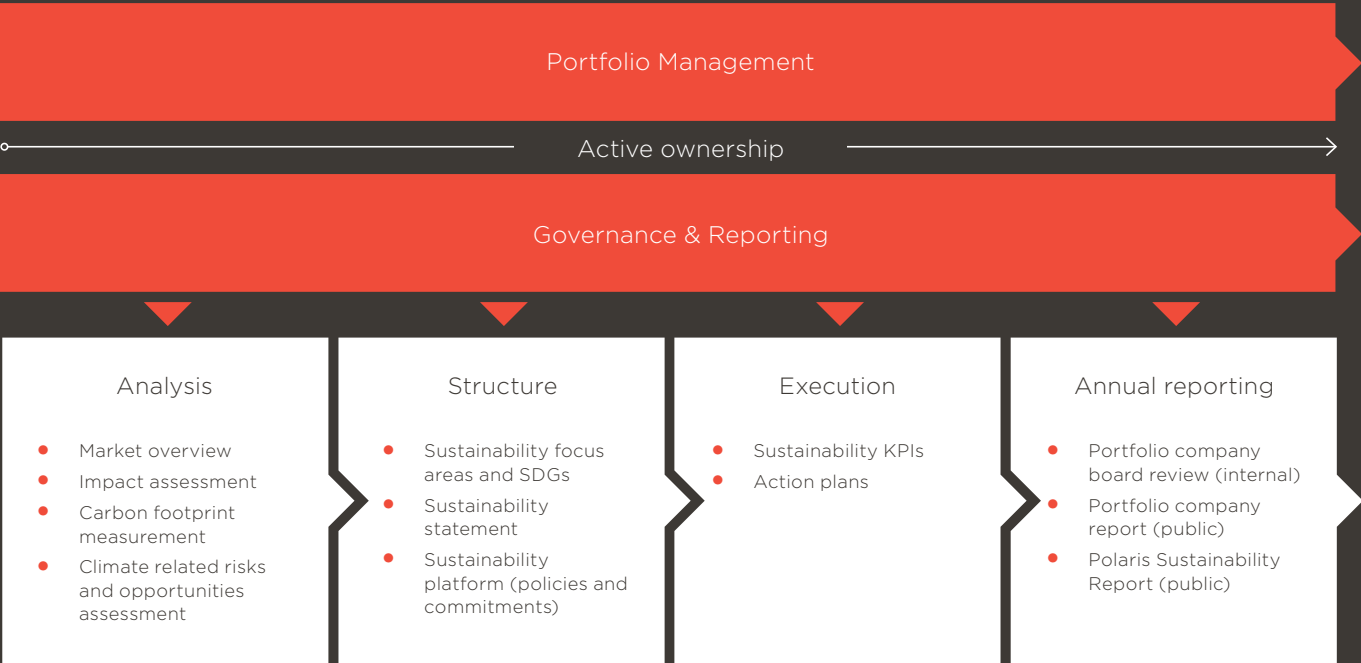 Portfolio Management
Active ownership
Governance & Reporting
Analysis
Market overview
Impact assessment
Carbon footprint
measurement
Climate related risks
and opportunities
assessment
Structure
Sustainability focus
areas and SDGs
Sustainability
statement
Sustainability
platform (policies and
commitments)
Execution
Sustainability KPIs
Action plans
Annual reporting
Portfolio company
board review (internal)
Portfolio company
report (public)
Polaris Sustainability
Report (public)